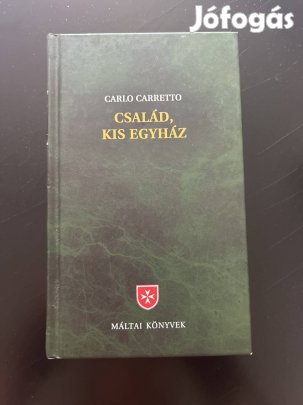 Jófogás
CARLO CARRETTO
CSALÁD,
KIS EGYHÁZ
MÁLTAI KÖNYVEK